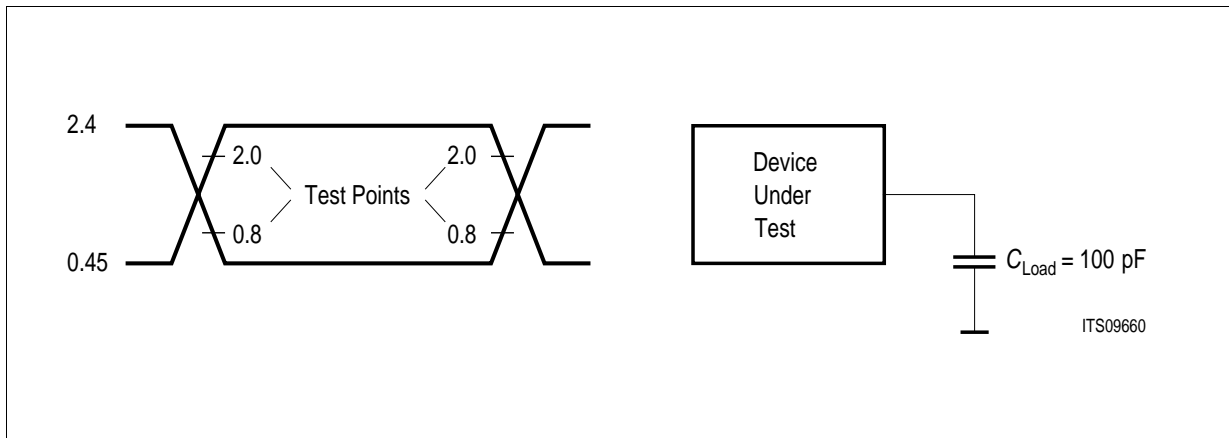 2.4
2.0
2.0
Test Points
0.8
0.8
0.45
Device
Under
Test
C_Load = 100 pF
ITS09660